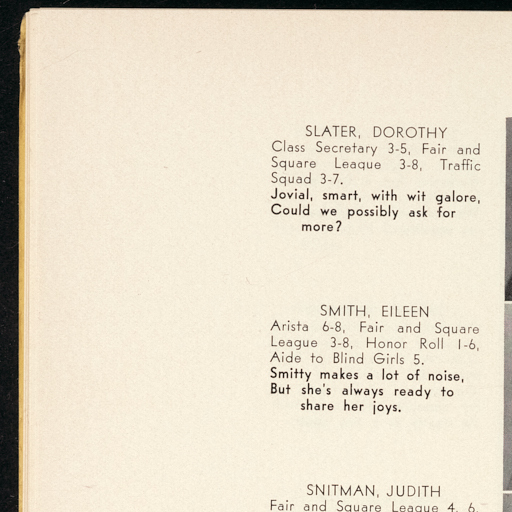 SLATER, DOROTHY
Class Secretary 3-5, Fair and
Square League 3-8, Traffic
Squad 3-7.
Jovial, smart, with wit galore,
Could we possibly ask for
more?
SMITH, EILEEN
Arista 6-8, Fair and Square
League 3-8, Honor Roll 1-6,
Aide to Blind Girls 5.
Smitty makes a lot of noise,
But she's always ready to
share her joys.
SNITMAN, JUDITH
Fair and Square League 4, 6,